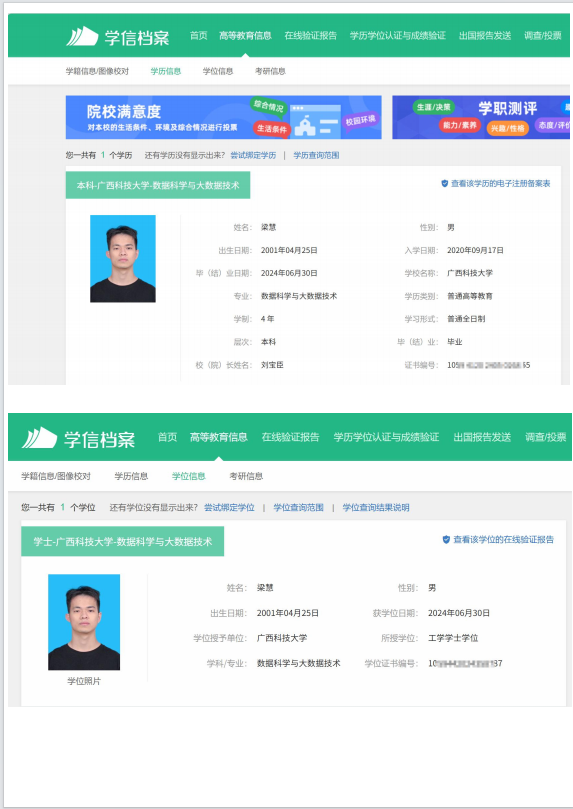 学信档案 首页 高等教育信息 在线验证报告 学历学位认证与成绩验证 出国报告发送 调查/投票
学籍信息/图像校对 学历信息 学位信息 考研信息
院校满意度
对本校的生活条件、环境及综合情况进行投票
综合情况
生活条件
校园环境
生涯/决策
学职测评
能力/素养
兴趣/性格
态度/评价
您一共有 1 个学历 还有学历没有显示出来? 尝试绑定学历 | 学历查询范围
本科-广西科技大学-数据科学与大数据技术
查看该学历的电子注册备案表
姓名: 梁慧 性别: 男
出生日期: 2001年04月25日 入学日期: 2020年09月17日
毕(结)业日期: 2024年06月30日 学校名称: 广西科技大学
专业: 数据科学与大数据技术 学历类别: 普通高等教育
学制: 4 年 学习形式: 普通全日制
层次: 本科 毕(结)业: 毕业
校(院)长姓名: 刘宝臣 证书编号:
学信档案 首页 高等教育信息 在线验证报告 学历学位认证与成绩验证 出国报告发送 调查/投票
学籍信息/图像校对 学历信息 学位信息 考研信息
您一共有 1 个学位 还有学位没有显示出来? 尝试绑定学位 | 学位查询范围 | 学位查询结果说明
学士-广西科技大学-数据科学与大数据技术
查看该学位的在线验证报告
姓名: 梁慧 性别: 男
出生日期: 2001年04月25日 获学位日期: 2024年06月30日
学位授予单位: 广西科技大学 所授学位: 工学学士学位
学科/专业: 数据科学与大数据技术 学位证书编号:
学位照片